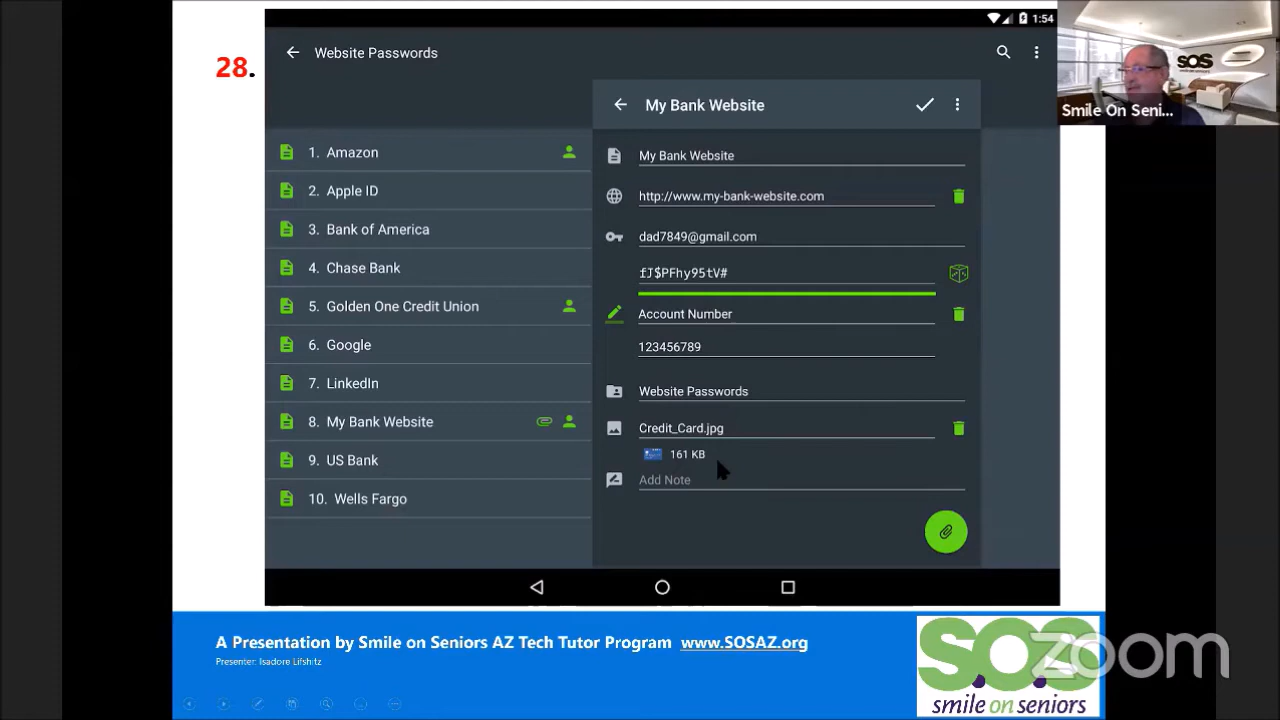 1:54
Website Passwords
28.
SOS
Smile On Seni...
My Bank Website
1. Amazon
2. Apple ID
3. Bank of America
4. Chase Bank
5. Golden One Credit Union
6. Google
7. LinkedIn
8. My Bank Website
9. US Bank
10. Wells Fargo
My Bank Website
http://www.my-bank-website.com
dad7849@gmail.com
fJ$PFhy95tV#
Account Number
123456789
Website Passwords
Credit_Card.jpg
161 KB
Add Note
A Presentation by Smile on Seniors AZ Tech Tutor Program www.SOSAZ.org
Presenter: Isadore Lifshitz
SOS
zoom
smile on seniors